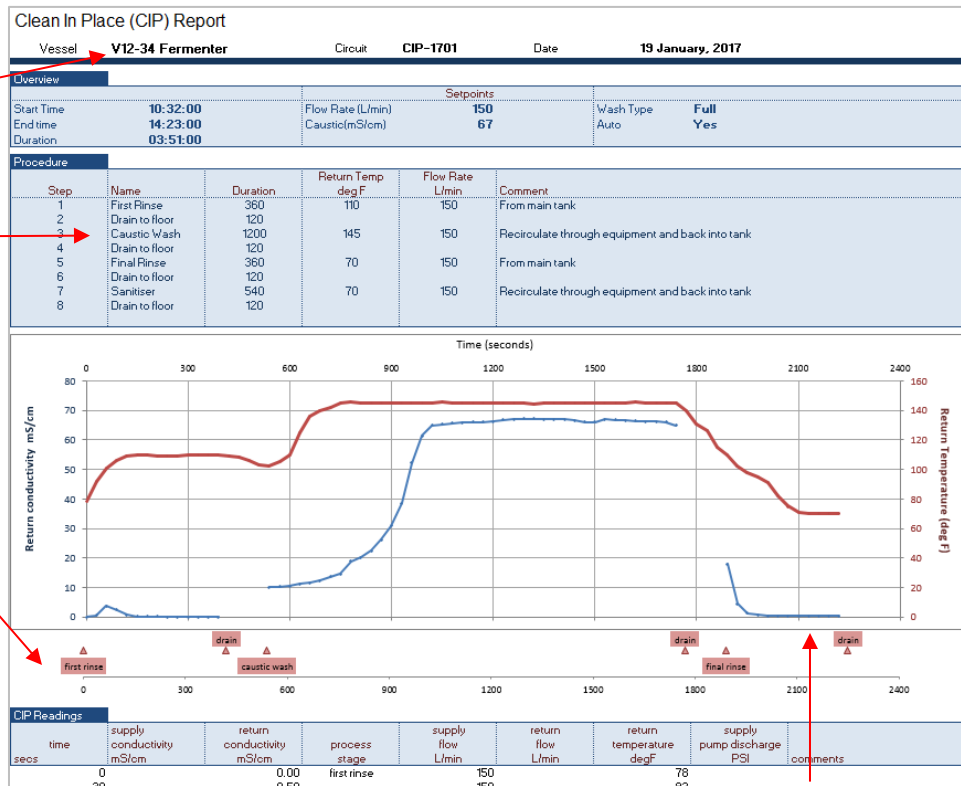 Clean In Place (CIP) Report
Vessel V12-34 Fermenter Circuit CIP-1701 Date 19 January, 2017
Overview
Setpoints
Start Time 10:32:00 Flow Rate (L/min) 150 Wash Type Full
End time 14:23:00 Caustic(mS/cm) 67 Auto Yes
Duration 03:51:00
Procedure
Return Temp Flow Rate
Step Name Duration deg F L/min Comment
1 First Rinse 360 110 150 From main tank
2 Drain to floor 120
3 Caustic Wash 1200 145 150 Recirculate through equipment and back into tank
4 Drain to floor 120
5 Final Rinse 360 70 150 From main tank
6 Drain to floor 120
7 Sanitiser 540 70 150 Recirculate through equipment and back into tank
8 Drain to floor 120
Time (seconds)
0 300 600 900 1200 1500 1800 2100 2400
Return conductivity mS/cm
80
70
60
50
40
30
20
10
0
160
140
120
100
80
60
40
20
0
Return Temperature (deg F)
drain drain drain
first rinse caustic wash final rinse
0 300 600 900 1200 1500 1800 2100 2400
CIP Readings
supply return supply return return supply
time conductivity conductivity process flow flow temperature pump discharge
secs mS/cm mS/cm stage L/min L/min degF PSI comments
0 0.00 first rinse 150 78